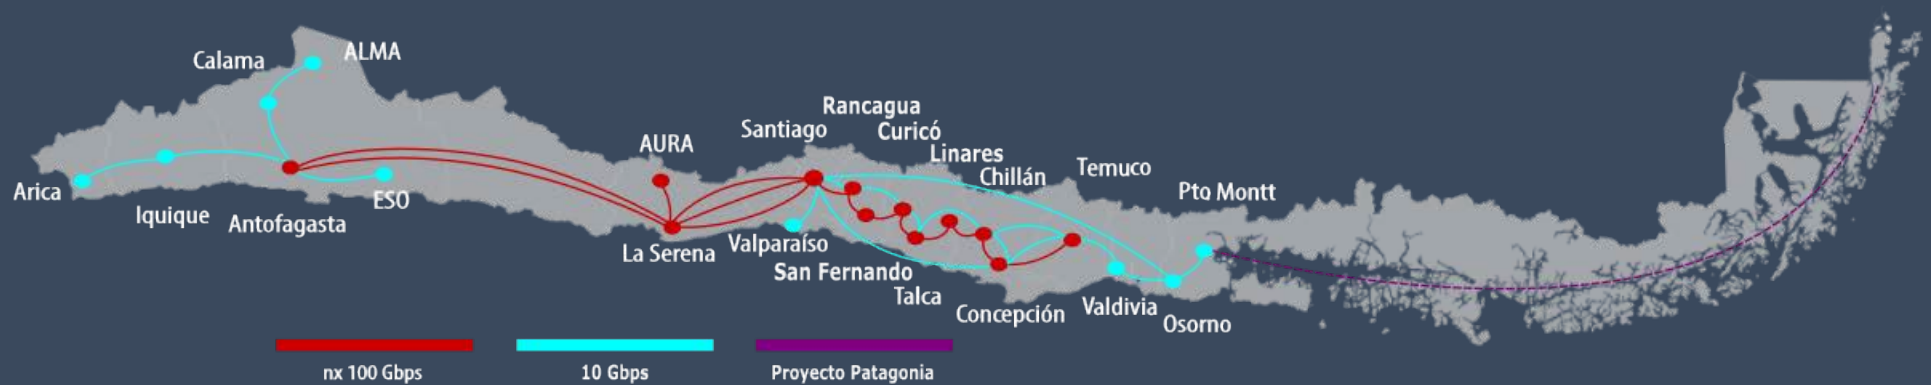 Calama
ALMA
Arica
Iquique
Antofagasta
ESO
AURA
La Serena
Santiago
Valparaíso
Rancagua
San Fernando
Curicó
Talca
Linares
Chillán
Concepción
Temuco
Valdivia
Osorno
Pto Montt
nx 100 Gbps
10 Gbps
Proyecto Patagonia